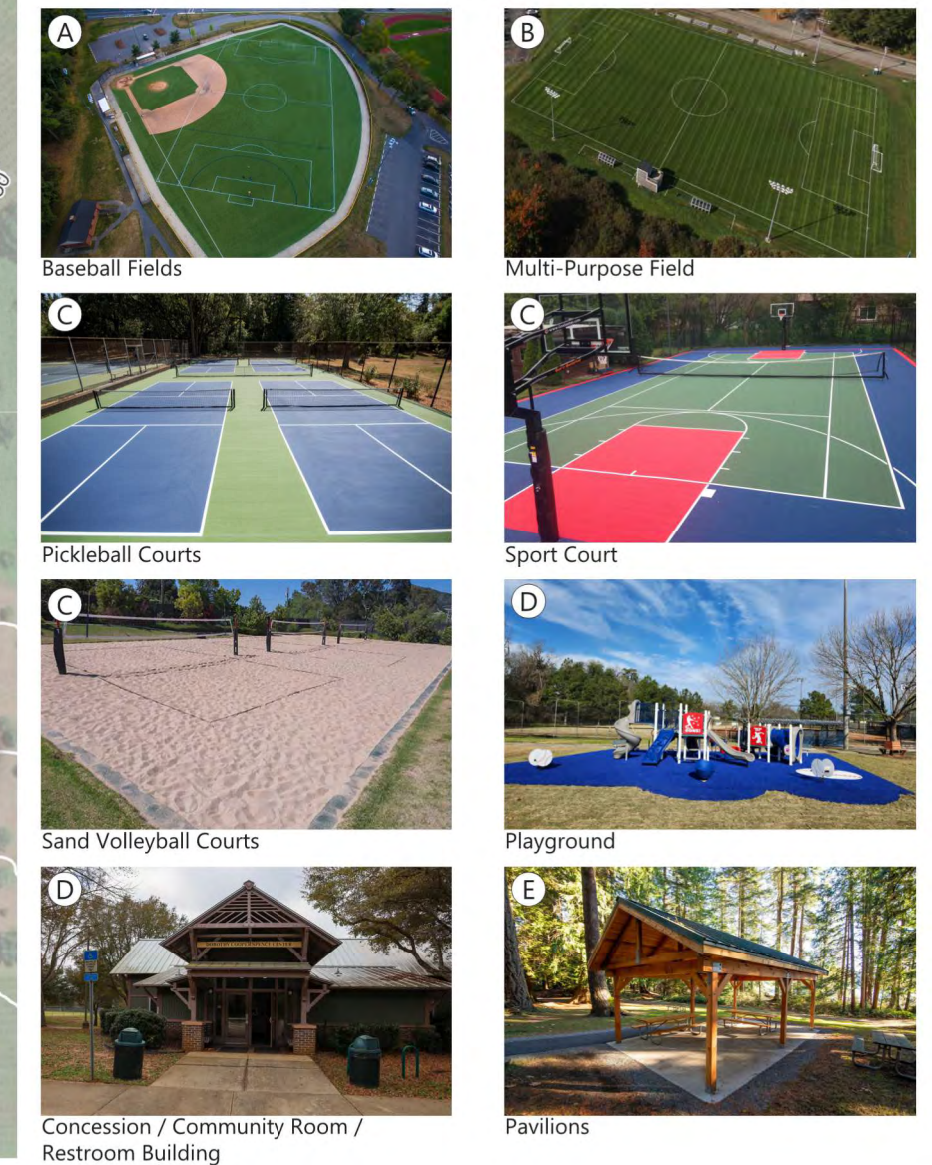 A
Baseball Fields
B
Multi-Purpose Field
C
Pickleball Courts
C
Sport Court
C
Sand Volleyball Courts
D
Playground
D
Concession / Community Room /
Restroom Building
E
Pavilions